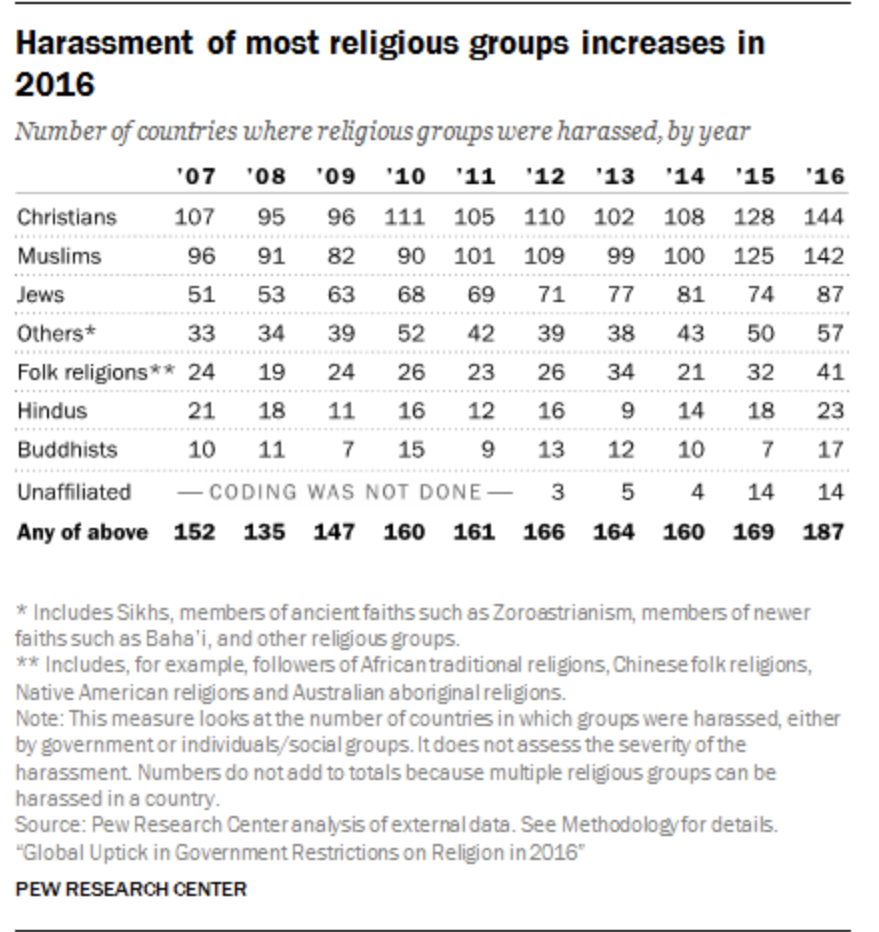 Harassment of most religious groups increases in
2016
Number of countries where religious groups were harassed, by year
’07 ’08 ’09 ’10 ’11 ’12 ’13 ’14 ’15 ’16
Christians 107 95 96 111 105 110 102 108 128 144
Muslims 96 91 82 90 101 109 99 100 125 142
Jews 51 53 63 68 69 71 77 81 74 87
Others* 33 34 39 52 42 39 38 43 50 57
Folk religions** 24 19 24 26 23 26 34 21 32 41
Hindus 21 18 11 16 12 16 9 14 18 23
Buddhists 10 11 7 15 9 13 12 10 7 17
Unaffiliated — CODING WAS NOT DONE — 3 5 4 14 14
Any of above 152 135 147 160 161 166 164 160 169 187
* Includes Sikhs, members of ancient faiths such as Zoroastrianism, members of newer
faiths such as Baha’i, and other religious groups.
** Includes, for example, followers of African traditional religions, Chinese folk religions,
Native American religions and Australian aboriginal religions.
Note: This measure looks at the number of countries in which groups were harassed, either
by government or individuals/social groups. It does not assess the severity of the
harassment. Numbers do not add to totals because multiple religious groups can be
harassed in a country.
Source: Pew Research Center analysis of external data. See Methodology for details.
“Global Uptick in Government Restrictions on Religion in 2016”
PEW RESEARCH CENTER